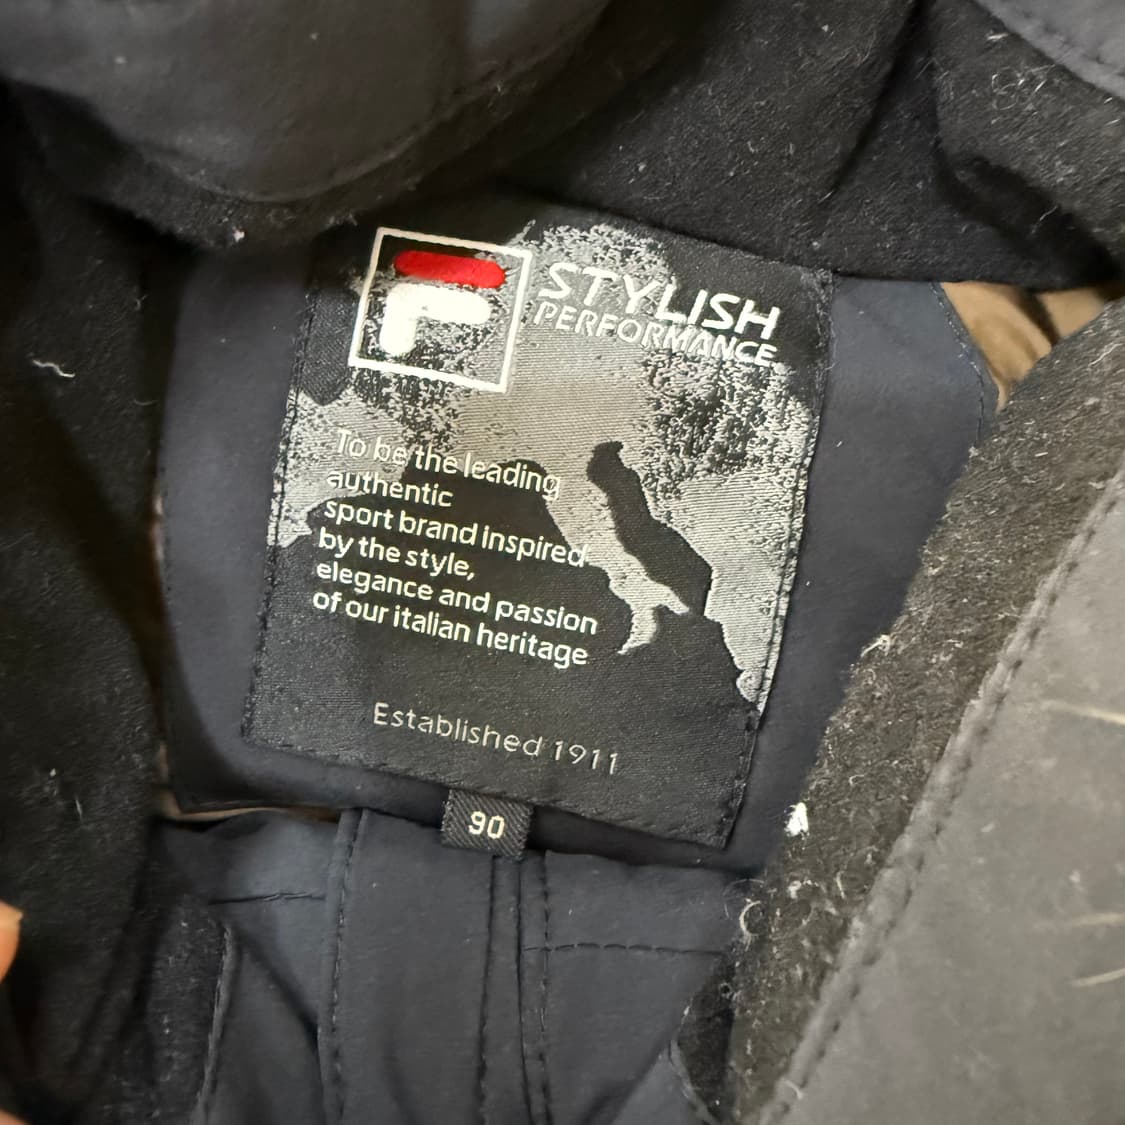 STYLISH
PERFORMANCE
To be the leading
authentic
sport brand inspired
by the style,
elegance and passion
of our italian heritage
Established 1911
90